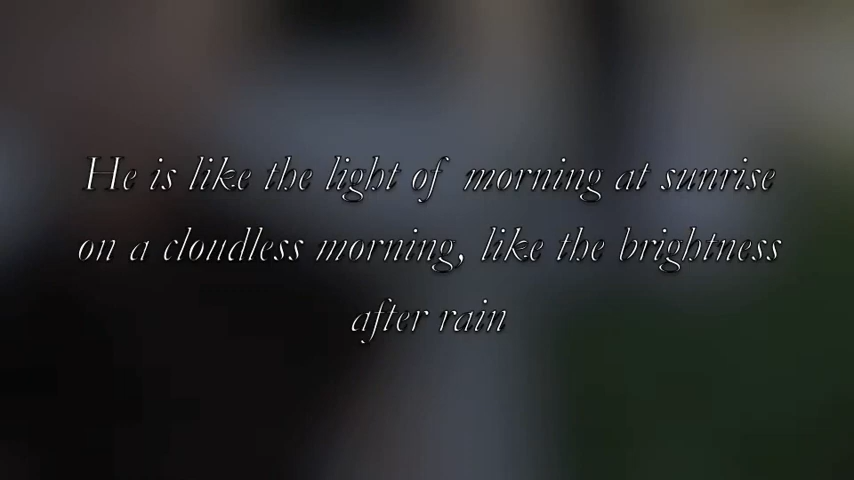 He is like the light of morning at sunrise
on a cloudless morning, like the brightness
after rain